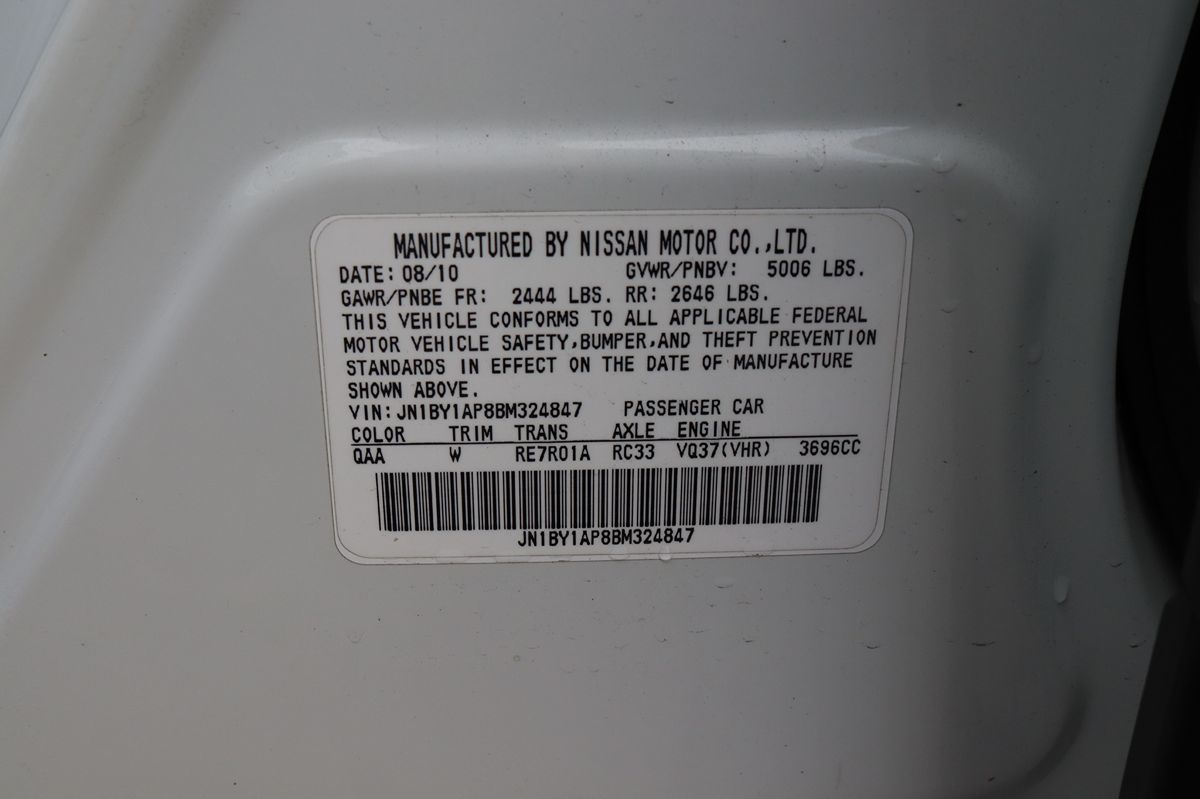 MANUFACTURED BY NISSAN MOTOR CO.,LTD.
DATE: 08/10 GVWR/PNBV: 5006 LBS.
GAWR/PNBE FR: 2444 LBS. RR: 2646 LBS.
THIS VEHICLE CONFORMS TO ALL APPLICABLE FEDERAL
MOTOR VEHICLE SAFETY,BUMPER,AND THEFT PREVENTION
STANDARDS IN EFFECT ON THE DATE OF MANUFACTURE
SHOWN ABOVE.
VIN: JN1BY1AP8BM324847 PASSENGER CAR
COLOR TRIM TRANS AXLE ENGINE
QAA W RE7R01A RC33 VQ37(VHR) 3696CC
JN1BY1AP8BM324847